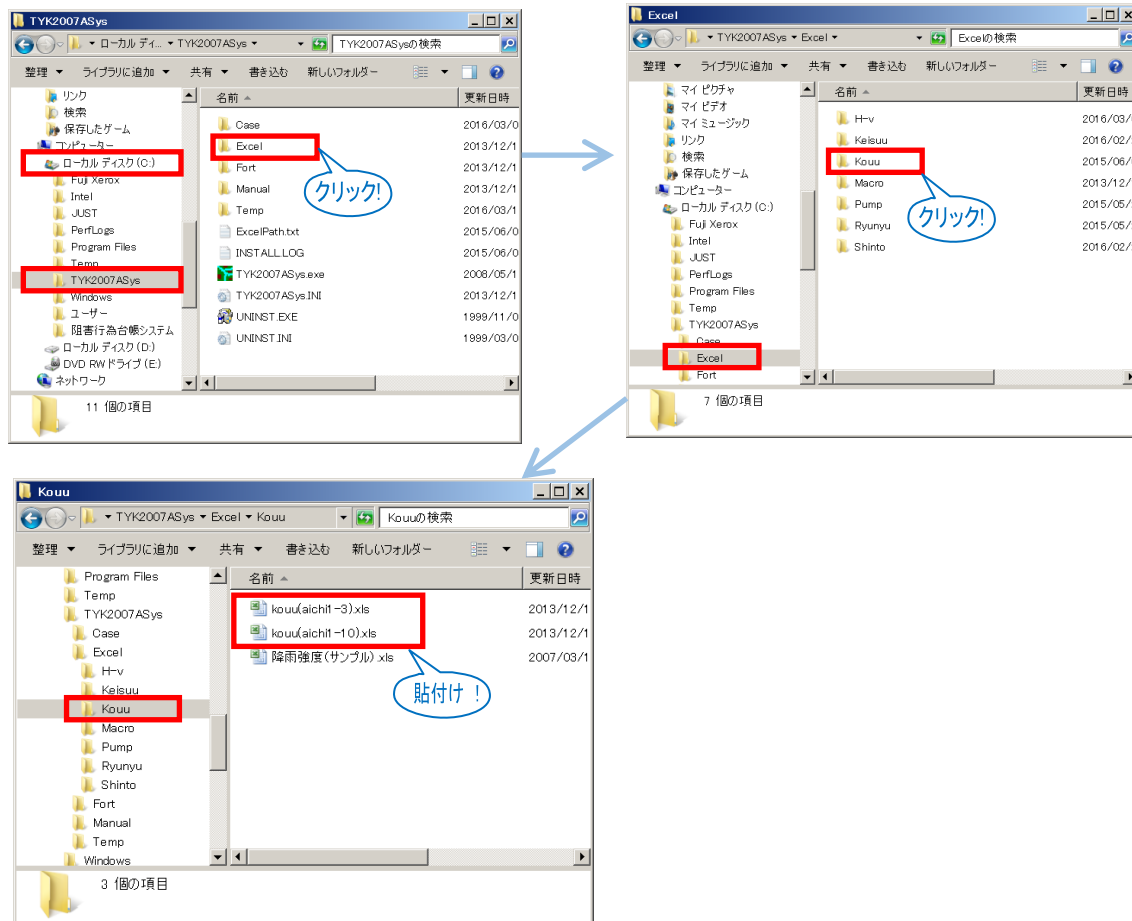 TYK2007ASys
ローカル ディ... TYK2007ASys
TYK2007ASysの検索
整理 ライブラリに追加 共有 書き込む 新しいフォルダー
リンク
検索
保存したゲーム
コンピューター
ローカル ディスク (C:)
Fuji Xerox
Intel
JUST
PerfLogs
Program Files
Temp
TYK2007ASys
Windows
ユーザー
阻害行為台帳システム
ローカル ディスク (D:)
DVD RW ドライブ (E:)
ネットワーク
名前 更新日時
Case 2016/03/0
Excel 2013/12/1
Fort 2013/12/1
Manual 2013/12/1
Temp 2016/03/1
ExcelPath.txt 2015/06/0
INSTALL.LOG 2015/06/0
TYK2007ASys.exe 2008/05/1
TYK2007ASys.INI 2013/12/1
UNINST.EXE 1999/11/0
UNINST.INI 1999/03/0
クリック!
11 個の項目
Excel
TYK2007ASys Excel
Excelの検索
整理 ライブラリに追加 共有 書き込む 新しいフォルダー
マイ ピクチャ
マイ ビデオ
マイ ミュージック
リンク
検索
保存したゲーム
コンピューター
ローカル ディスク (C:)
Fuji Xerox
Intel
JUST
PerfLogs
Program Files
Temp
TYK2007ASys
Case
Excel
Fort
名前 更新日時
H-v 2016/03/
Keisuu 2016/02/
Kouu 2015/06/
Macro 2013/12/
Pump 2015/05/
Ryunyu 2015/05/
Shinto 2016/02/
クリック!
7 個の項目
Kouu
TYK2007ASys Excel Kouu
Kouuの検索
整理 ライブラリに追加 共有 書き込む 新しいフォルダー
Program Files
Temp
TYK2007ASys
Case
Excel
H-v
Keisuu
Kouu
Macro
Pump
Ryunyu
Shinto
Fort
Manual
Temp
Windows
名前 更新日時
kouu(aichi1-3).xls 2013/12/1
kouu(aichi1-10).xls 2013/12/1
降雨強度(サンプル).xls 2007/03/1
貼付け !
3 個の項目